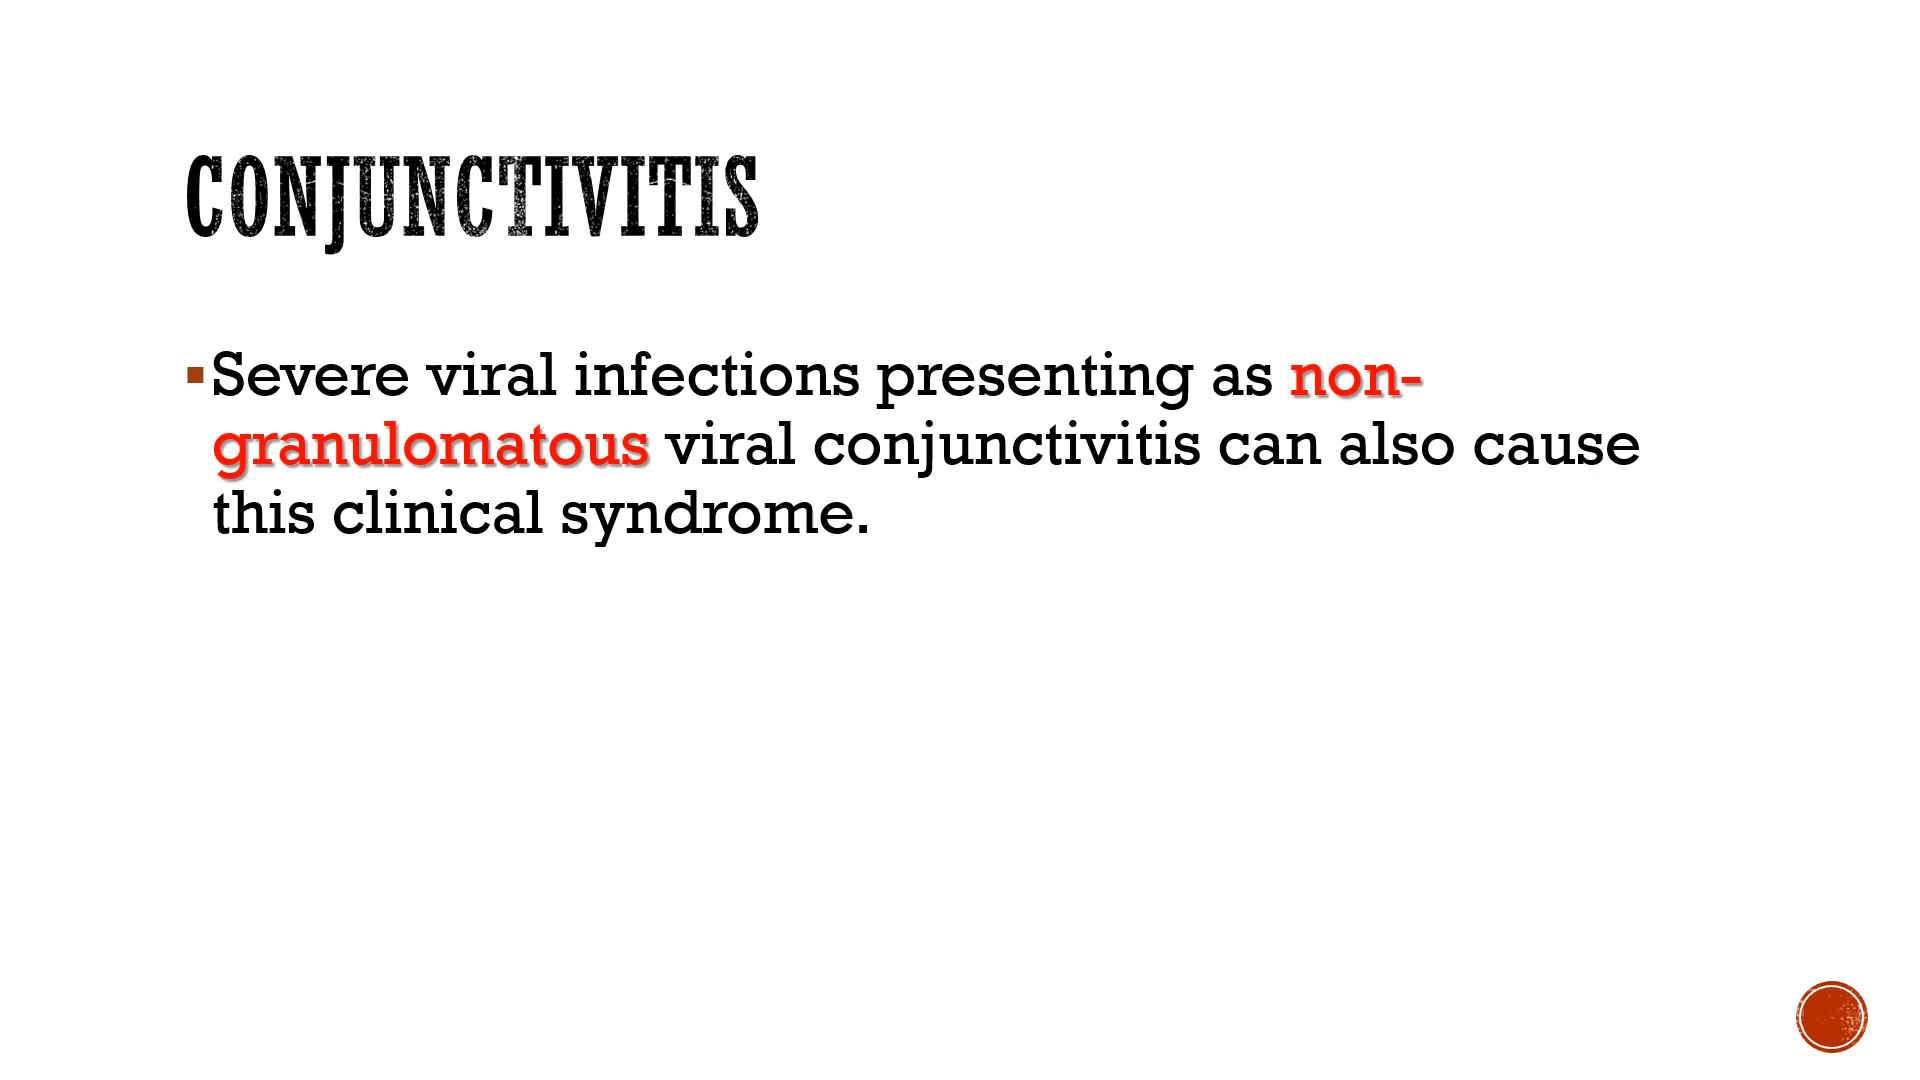 CONJUNCTIVITIS
▪Severe viral infections presenting as non-
granulomatous viral conjunctivitis can also cause
this clinical syndrome.